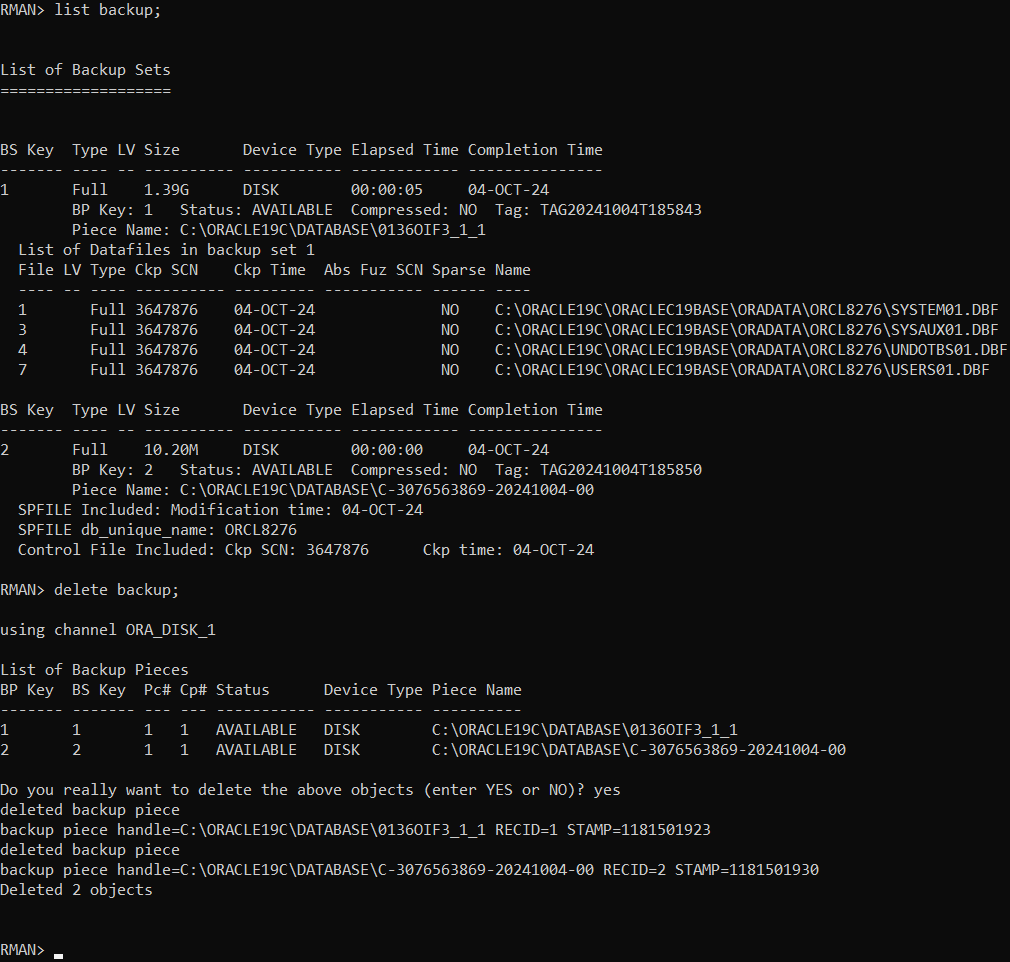 RMAN> list backup;
List of Backup Sets
===================
BS Key  Type LV Size       Device Type Elapsed Time Completion Time
------- ---- -- ---------- ----------- ------------ ---------------
1       Full    1.39G      DISK        00:00:05     04-OCT-24
        BP Key: 1   Status: AVAILABLE  Compressed: NO  Tag: TAG20241004T185843
        Piece Name: C:\ORACLE19C\DATABASE\0136OIF3_1_1
  List of Datafiles in backup set 1
  File LV Type Ckp SCN    Ckp Time  Abs Fuz SCN Sparse Name
  ---- -- ---- ---------- --------- ----------- ------ ----
  1       Full 3647876    04-OCT-24              NO    C:\ORACLE19C\ORACLEC19BASE\ORADATA\ORCL8276\SYSTEM01.DBF
  3       Full 3647876    04-OCT-24              NO    C:\ORACLE19C\ORACLEC19BASE\ORADATA\ORCL8276\SYSAUX01.DBF
  4       Full 3647876    04-OCT-24              NO    C:\ORACLE19C\ORACLEC19BASE\ORADATA\ORCL8276\UNDOTBS01.DBF
  7       Full 3647876    04-OCT-24              NO    C:\ORACLE19C\ORACLEC19BASE\ORADATA\ORCL8276\USERS01.DBF
BS Key  Type LV Size       Device Type Elapsed Time Completion Time
------- ---- -- ---------- ----------- ------------ ---------------
2       Full    10.20M     DISK        00:00:00     04-OCT-24
        BP Key: 2   Status: AVAILABLE  Compressed: NO  Tag: TAG20241004T185850
        Piece Name: C:\ORACLE19C\DATABASE\C-3076563869-20241004-00
  SPFILE Included: Modification time: 04-OCT-24
  SPFILE db_unique_name: ORCL8276
  Control File Included: Ckp SCN: 3647876      Ckp time: 04-OCT-24
RMAN> delete backup;
using channel ORA_DISK_1
List of Backup Pieces
BP Key  BS Key  Pc# Cp# Status      Device Type Piece Name
------- ------- --- --- ----------- ----------- ----------
1       1       1   1   AVAILABLE   DISK        C:\ORACLE19C\DATABASE\0136OIF3_1_1
2       2       1   1   AVAILABLE   DISK        C:\ORACLE19C\DATABASE\C-3076563869-20241004-00
Do you really want to delete the above objects (enter YES or NO)? yes
deleted backup piece
backup piece handle=C:\ORACLE19C\DATABASE\0136OIF3_1_1 RECID=1 STAMP=1181501923
deleted backup piece
backup piece handle=C:\ORACLE19C\DATABASE\C-3076563869-20241004-00 RECID=2 STAMP=1181501930
Deleted 2 objects
RMAN>